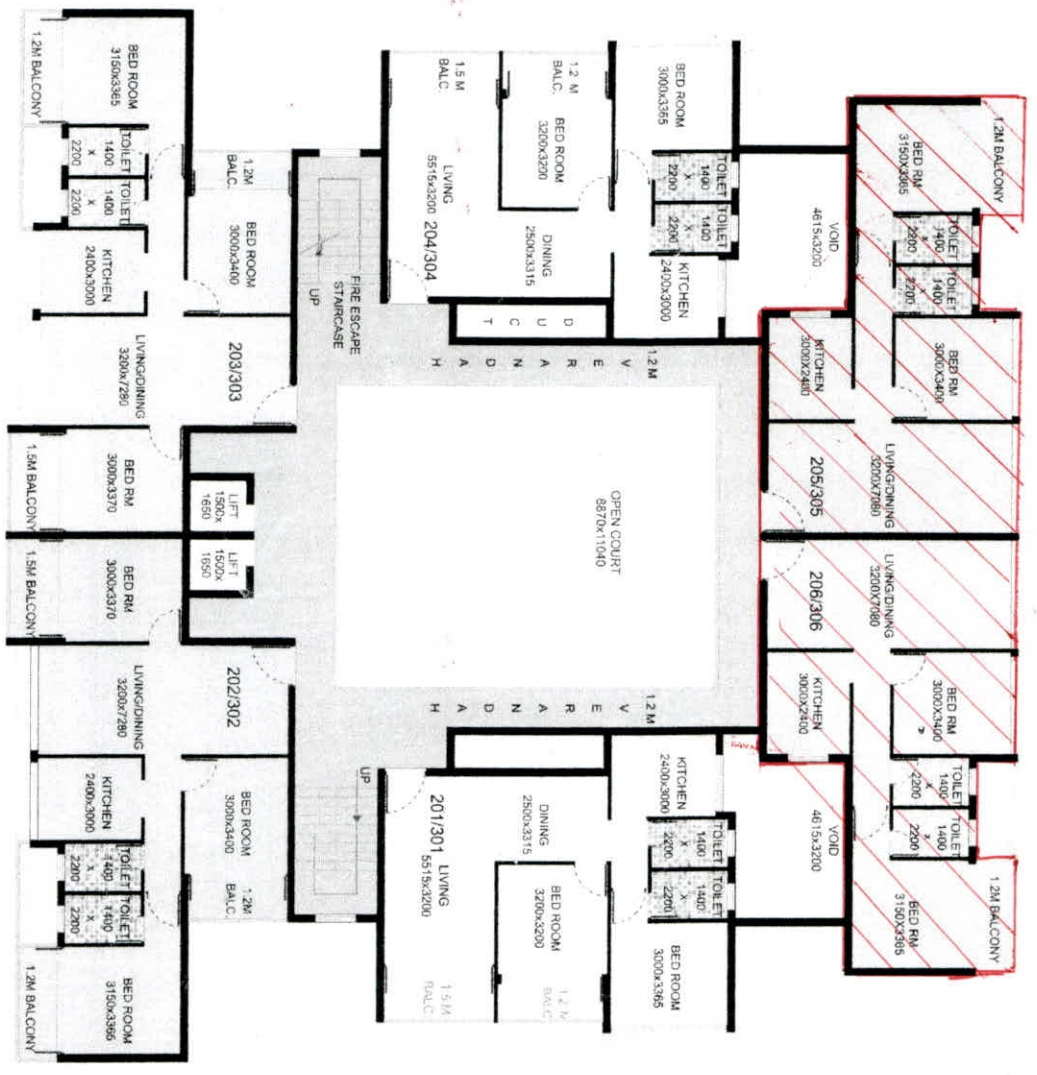 1.2M BALCONY
BED RM
3150x3365
TOILET
1400
X
2200
TOILET
1400
X
2200
BED RM
3000X3400
LIVING/DINING
3200X7080
KITCHEN
3000X2400
205/305
LIVING/DINING
3200X7080
206/306
BED RM
3000X3400
KITCHEN
3000X2400
TOILET
1400
X
2200
TOILET
1400
X
2200
BED RM
3150X3365
1.2M BALCONY
VOID
4615x3200
VOID
4615x3200
BED ROOM
3000x3365
TOILET
1400
X
2200
TOILET
1400
X
2200
KITCHEN
2400x3000
1.2 M
BALC.
BED ROOM
3200x3200
DINING
2500x3315
D
U
C
T
1.5 M
BALC.
LIVING
5515x3200
204/304
1.2 M
V
E
R
A
N
D
A
H
OPEN COURT
8870x11040
1.2 M
V
E
R
A
N
D
A
H
KITCHEN
2400x3000
TOILET
1400
X
2200
TOILET
1400
X
2200
BED ROOM
3000x3365
DINING
2500x3315
BED ROOM
3200x3200
1.2 M
BALC.
201/301
LIVING
5515x3200
1.5 M
BALC.
FIRE ESCAPE
STAIRCASE
UP
UP
1.2M
BALC.
BED ROOM
3000x3400
203/303
LIFT
1500x
1650
LIFT
1500x
1650
202/302
BED ROOM
3000x3400
1.2M
BALC.
BED ROOM
3150x3365
TOILET
1400
X
2200
TOILET
1400
X
2200
KITCHEN
2400x3000
LIVING/DINING
3200x7280
BED RM
3000x3370
BED RM
3000x3370
LIVING/DINING
3200x7280
KITCHEN
2400x3000
TOILET
1400
X
2200
TOILET
1400
X
2200
BED ROOM
3150x3365
1.2M BALCONY
1.5M BALCONY
1.5M BALCONY
1.2M BALCONY